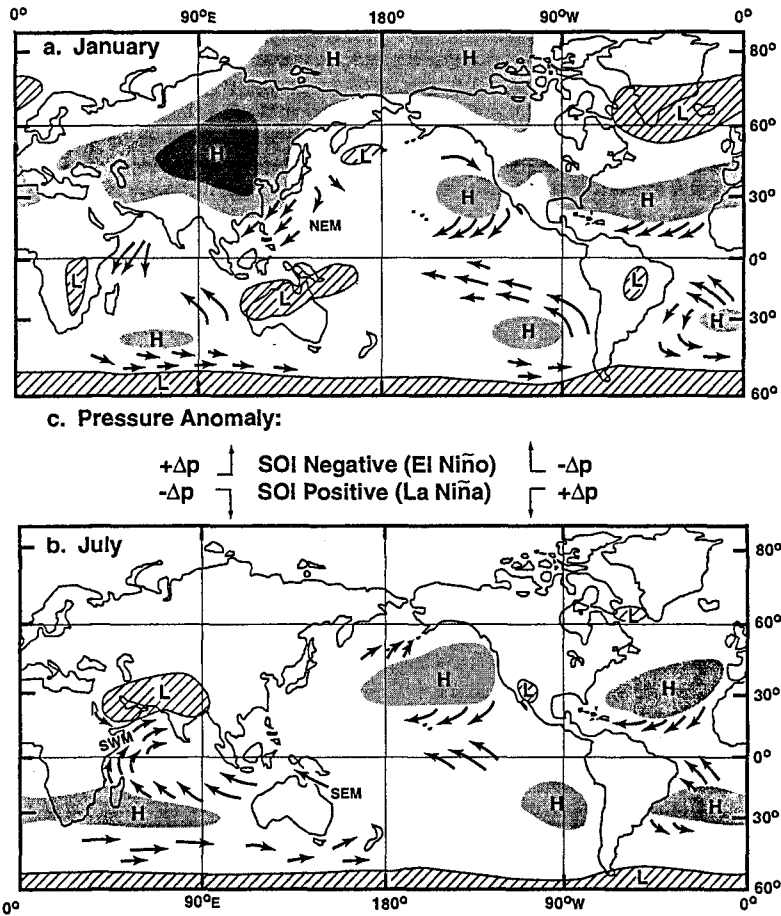 0° 90°E 180° 90°W 0°
a. January
80°
H H
60°
L
H L
H H 30°
NEM
0°
L L L
H H H 30°
L 60°
c. Pressure Anomaly:
+Δp SOI Negative (El Niño) -Δp
-Δp SOI Positive (La Niña) +Δp
b. July
80°
L
60°
L H L H
30°
SWM
0°
SEM
H H H
30°
L
60°
0° 90°E 180° 90°W 0°